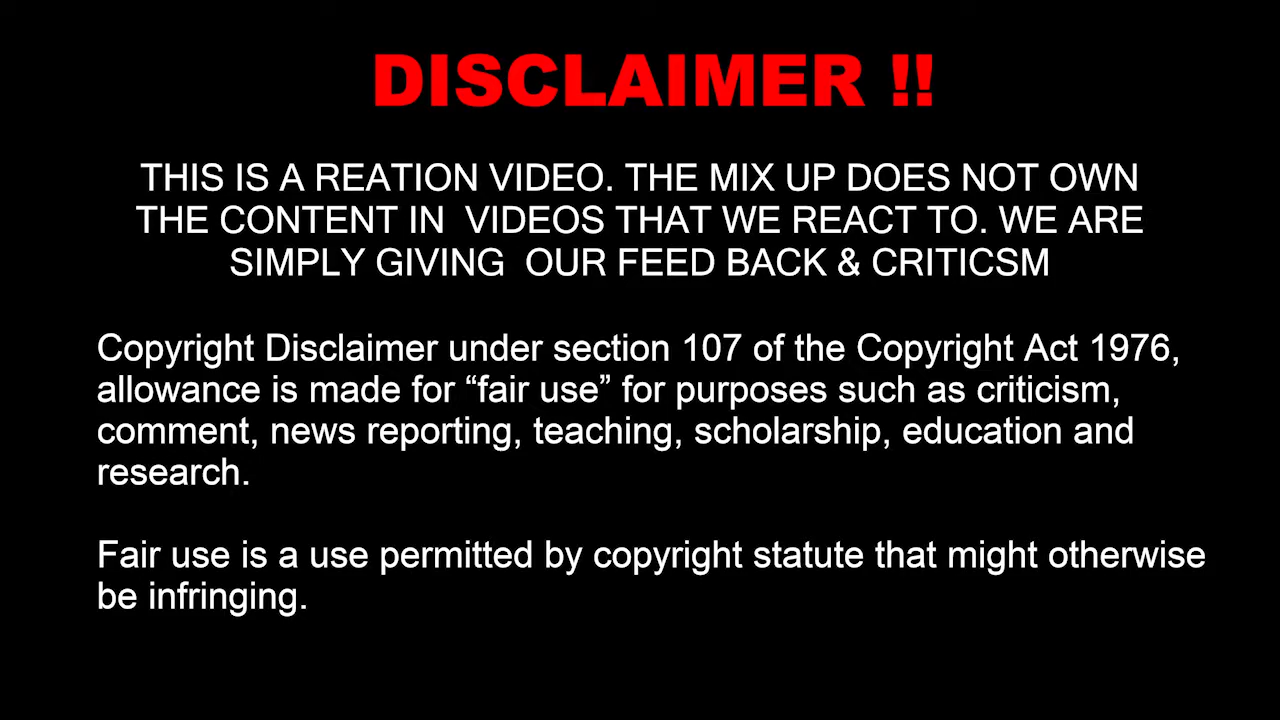 DISCLAIMER !!
THIS IS A REATION VIDEO. THE MIX UP DOES NOT OWN
THE CONTENT IN  VIDEOS THAT WE REACT TO. WE ARE
SIMPLY GIVING  OUR FEED BACK & CRITICSM
Copyright Disclaimer under section 107 of the Copyright Act 1976,
allowance is made for “fair use” for purposes such as criticism,
comment, news reporting, teaching, scholarship, education and
research.
Fair use is a use permitted by copyright statute that might otherwise
be infringing.